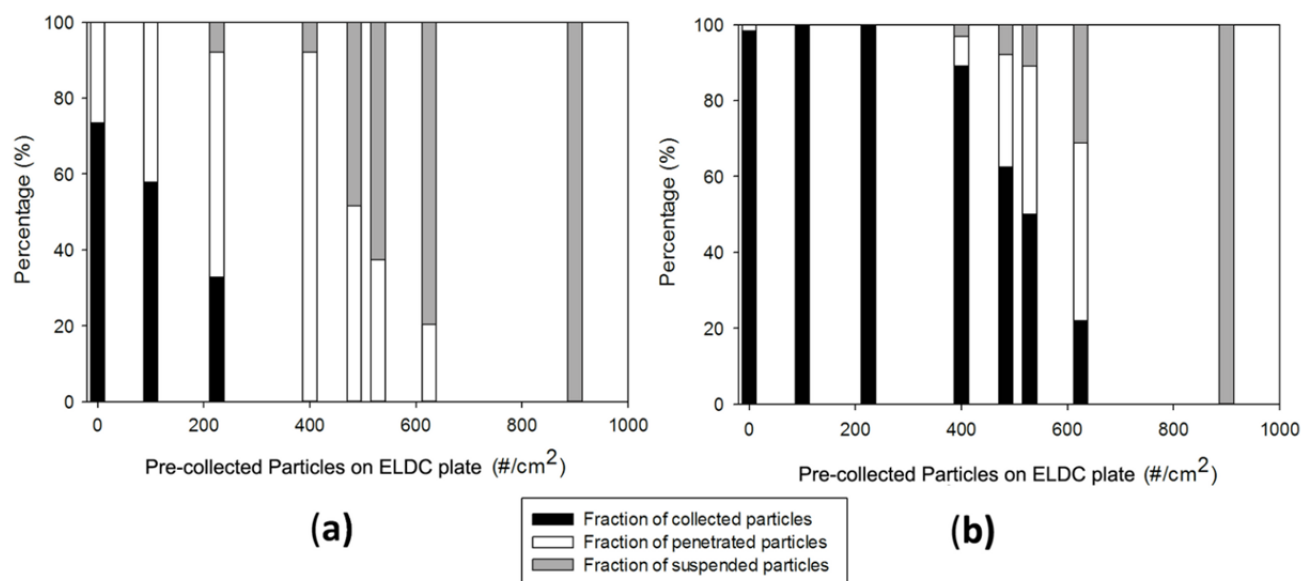 100
80
60
40
20
0
Percentage (%)
0 200 400 600 800 1000
Pre-collected Particles on ELDC plate (#/cm²)
(a)
100
80
60
40
20
0
Percentage (%)
0 200 400 600 800 1000
Pre-collected Particles on ELDC plate (#/cm²)
(b)
Fraction of collected particles
Fraction of penetrated particles
Fraction of suspended particles